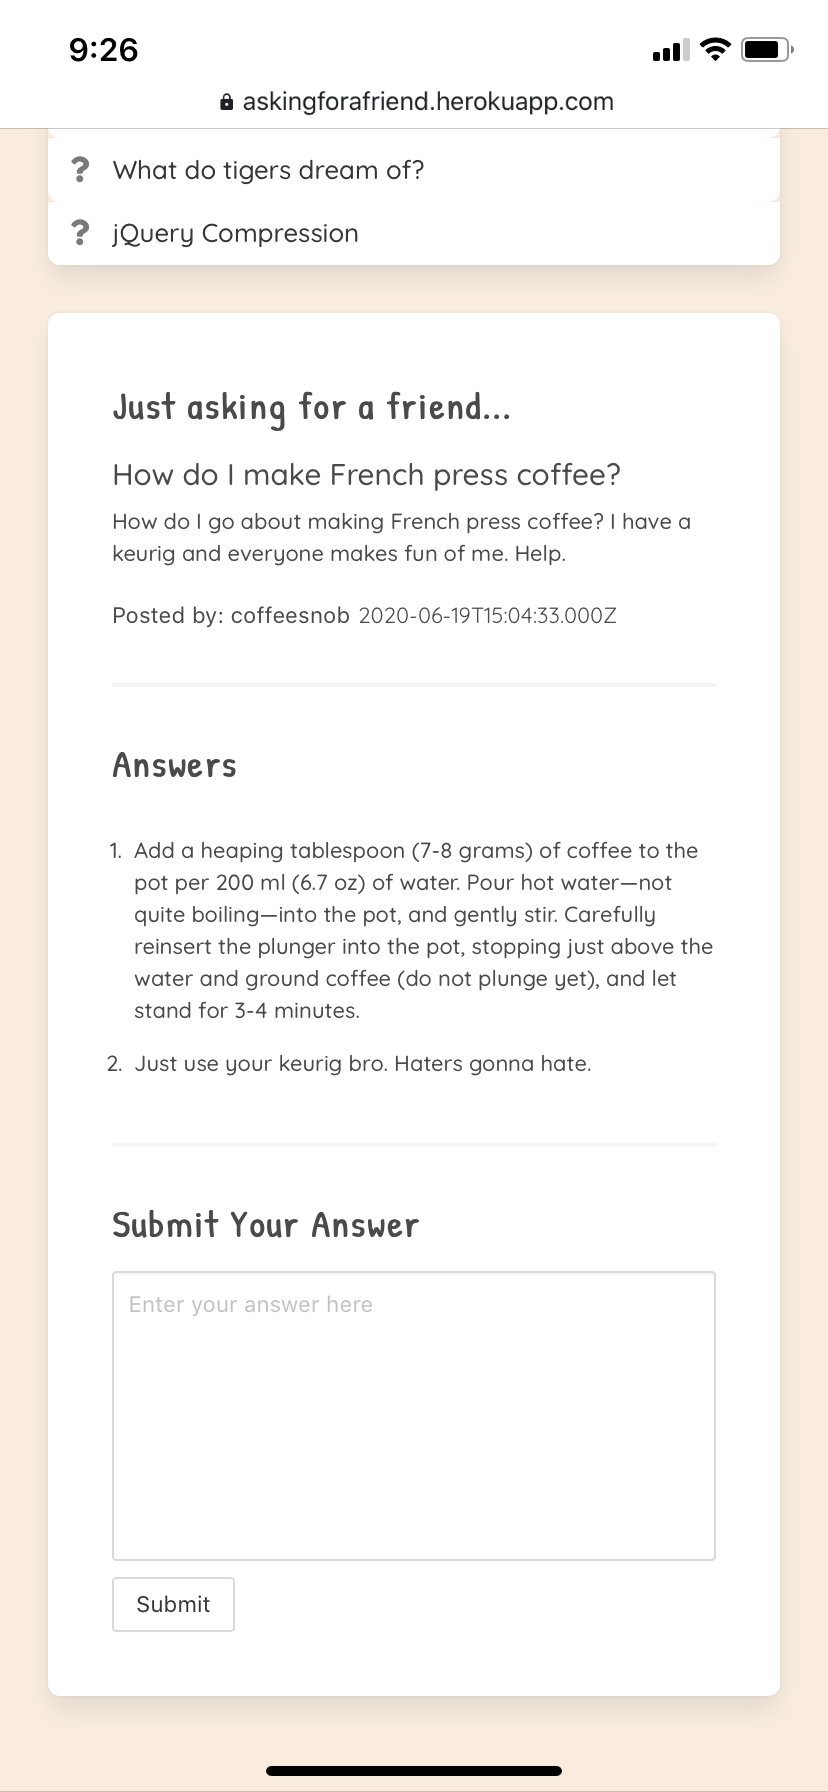 9:26
askingforafriend.herokuapp.com
? What do tigers dream of?
? jQuery Compression
Just asking for a friend...
How do I make French press coffee?
How do I go about making French press coffee? I have a
keurig and everyone makes fun of me. Help.
Posted by: coffeesnob 2020-06-19T15:04:33.000Z
Answers
1. Add a heaping tablespoon (7-8 grams) of coffee to the
pot per 200 ml (6.7 oz) of water. Pour hot water—not
quite boiling—into the pot, and gently stir. Carefully
reinsert the plunger into the pot, stopping just above the
water and ground coffee (do not plunge yet), and let
stand for 3-4 minutes.
2. Just use your keurig bro. Haters gonna hate.
Submit Your Answer
Enter your answer here
Submit